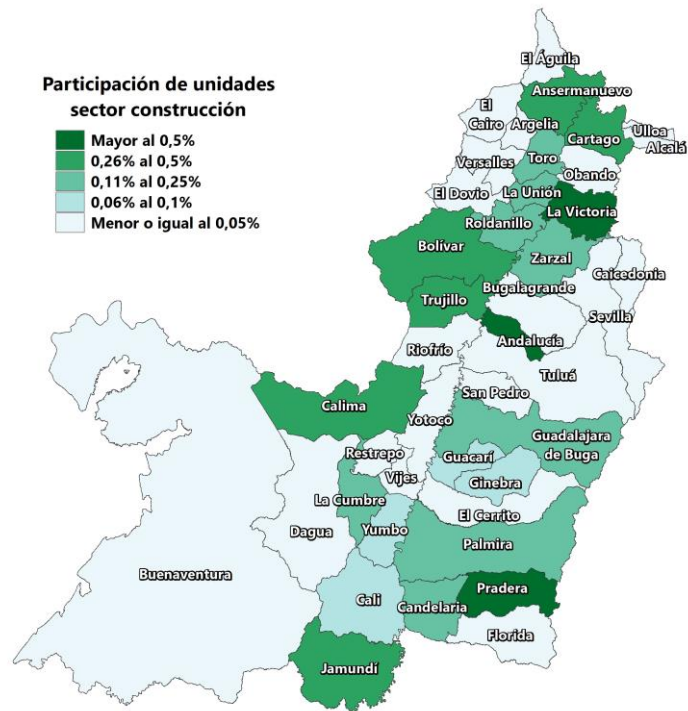 Participación de unidades
sector construcción
Mayor al 0,5%
0,26% al 0,5%
0,11% al 0,25%
0,06% al 0,1%
Menor o igual al 0,05%
El Águila
Ansermanuevo
El
Cairo
Argelia
Cartago
Ulloa
Alcalá
Versalles
Toro
Obando
El Dovio
La Unión
La Victoria
Roldanillo
Bolívar
Zarzal
Caicedonia
Bugalagrande
Trujillo
Sevilla
Andalucía
Riofrío
Tuluá
San Pedro
Calima
Yotoco
Guadalajara
de Buga
Restrepo
Guacarí
Vijes
Ginebra
La Cumbre
El Cerrito
Dagua
Yumbo
Palmira
Buenaventura
Pradera
Cali
Candelaria
Florida
Jamundí